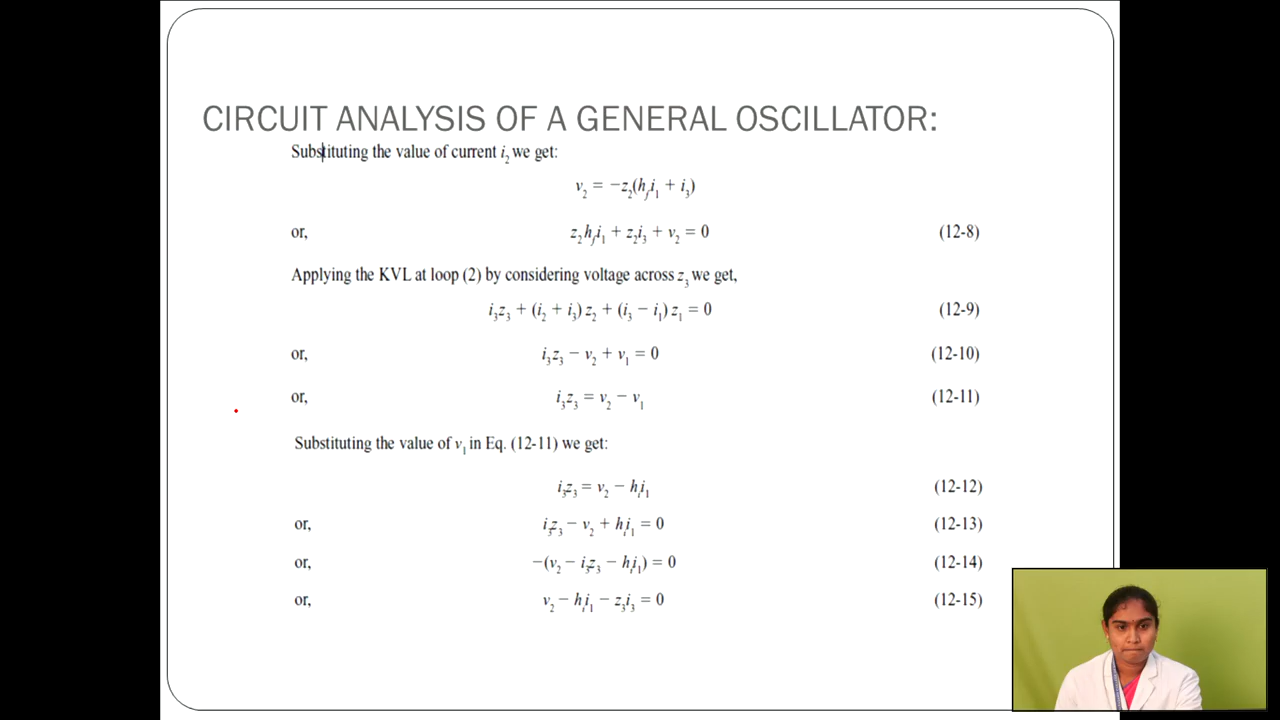 CIRCUIT ANALYSIS OF A GENERAL OSCILLATOR:
Substituting the value of current i₂ we get:
v₂ = −z₂(h_f i₁ + i₃)
or, z₂h_f i₁ + z₂i₃ + v₂ = 0 (12-8)
Applying the KVL at loop (2) by considering voltage across z₃ we get,
i₃z₃ + (i₂ + i₃) z₂ + (i₃ − i₁) z₁ = 0 (12-9)
or, i₃z₃ − v₂ + v₁ = 0 (12-10)
or, i₃z₃ = v₂ − v₁ (12-11)
Substituting the value of v₁ in Eq. (12-11) we get:
i₃z₃ = v₂ − hᵢi₁ (12-12)
or, i₃z₃ − v₂ + hᵢi₁ = 0 (12-13)
or, −(v₂ − i₃z₃ − hᵢi₁) = 0 (12-14)
or, v₂ − hᵢi₁ − z₃i₃ = 0 (12-15)